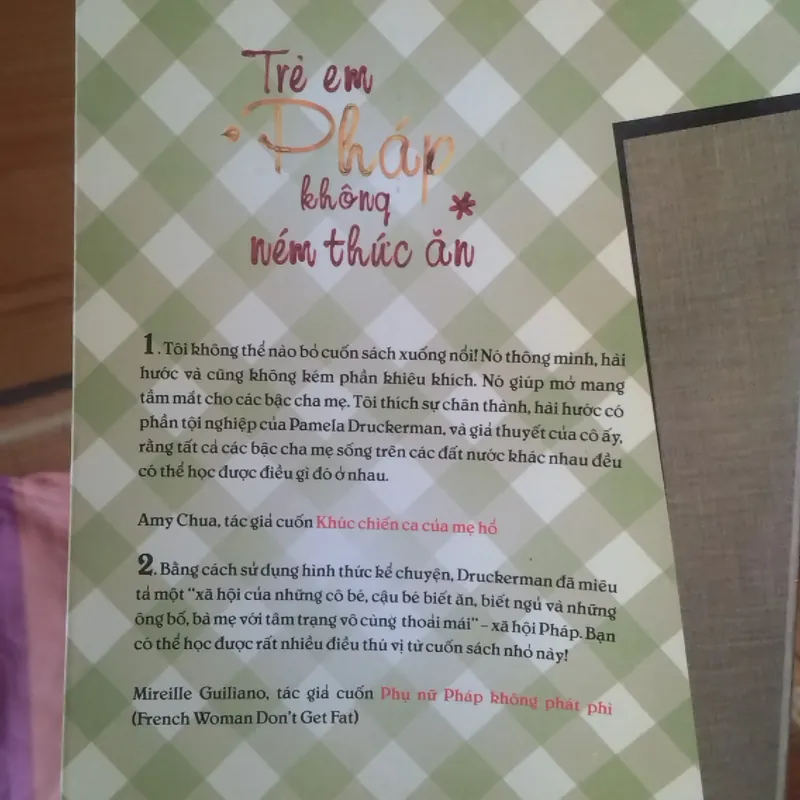 Trẻ em
Pháp
không *
ném thức ăn
1. Tôi không thể nào bỏ cuốn sách xuống nổi! Nó thông minh, hài
hước và cũng không kém phần khiêu khích. Nó giúp mở mang
tầm mắt cho các bậc cha mẹ. Tôi thích sự chân thành, hài hước có
phần tội nghiệp của Pamela Druckerman, và giả thuyết của cô ấy,
rằng tất cả các bậc cha mẹ sống trên các đất nước khác nhau đều
có thể học được điều gì đó ở nhau.
Amy Chua, tác giả cuốn Khúc chiến ca của mẹ hổ
2. Bằng cách sử dụng hình thức kể chuyện, Druckerman đã miêu
tả một "xã hội của những cô bé, cậu bé biết ăn, biết ngủ và những
ông bố, bà mẹ với tâm trạng vô cùng thoải mái" – xã hội Pháp. Bạn
có thể học được rất nhiều điều thú vị từ cuốn sách nhỏ này!
Mireille Guiliano, tác giả cuốn Phụ nữ Pháp không phát phì
(French Woman Don't Get Fat)